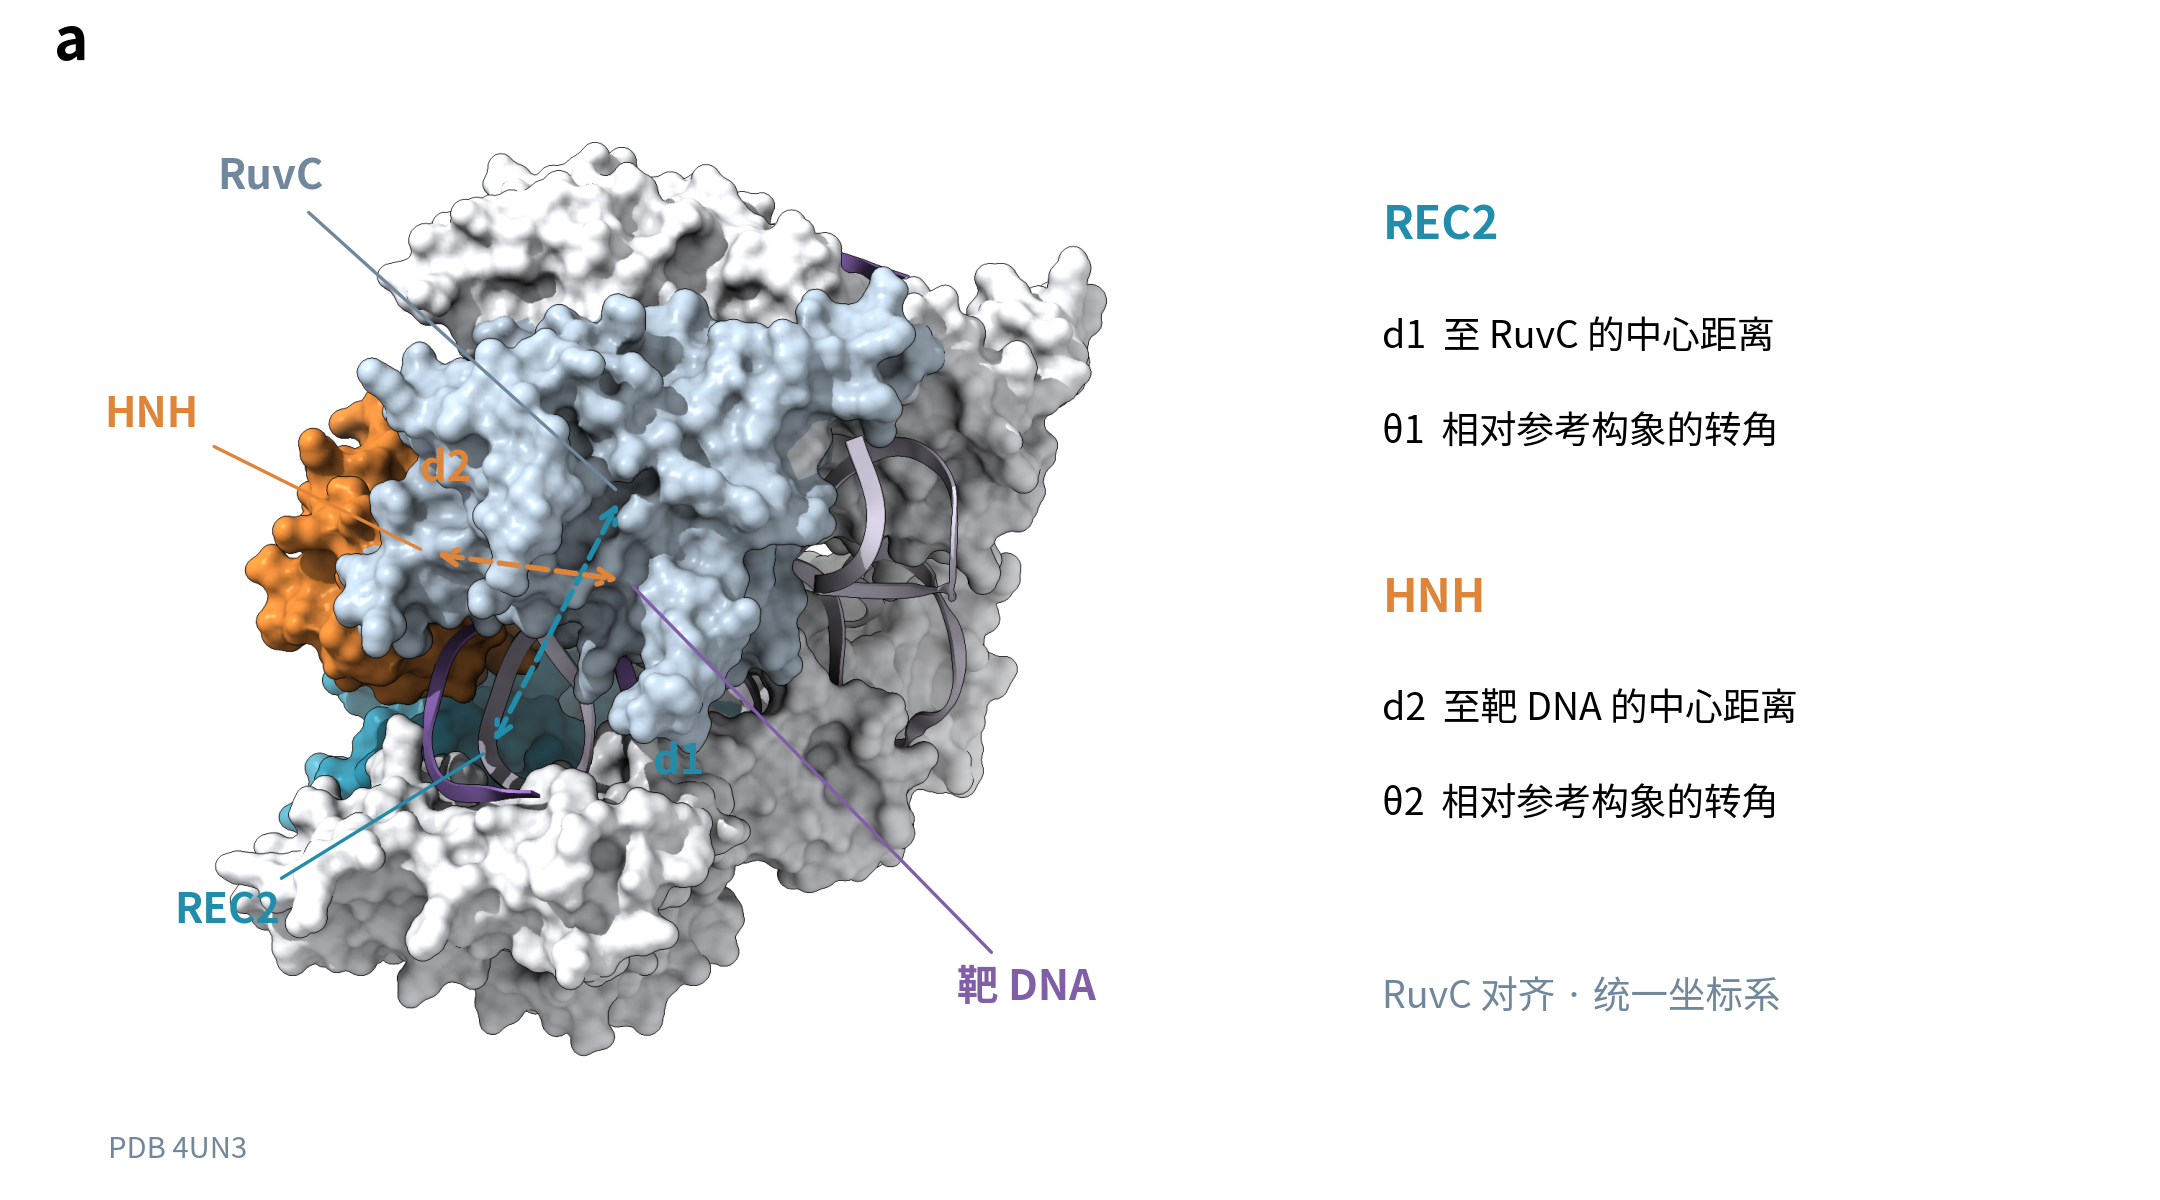 a
RuvC
HNH
d2
d1
REC2
靶 DNA
PDB 4UN3
REC2
d1 至 RuvC 的中心距离
θ1 相对参考构象的转角
HNH
d2 至靶 DNA 的中心距离
θ2 相对参考构象的转角
RuvC 对齐 · 统一坐标系